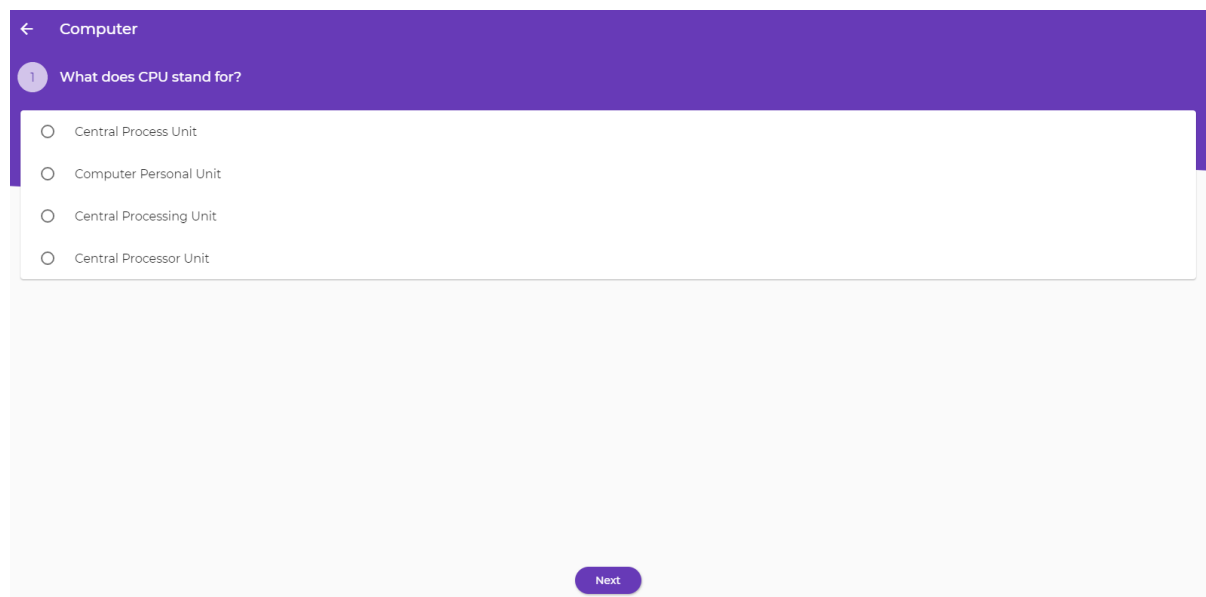 Computer
1 What does CPU stand for?
Central Process Unit
Computer Personal Unit
Central Processing Unit
Central Processor Unit
Next